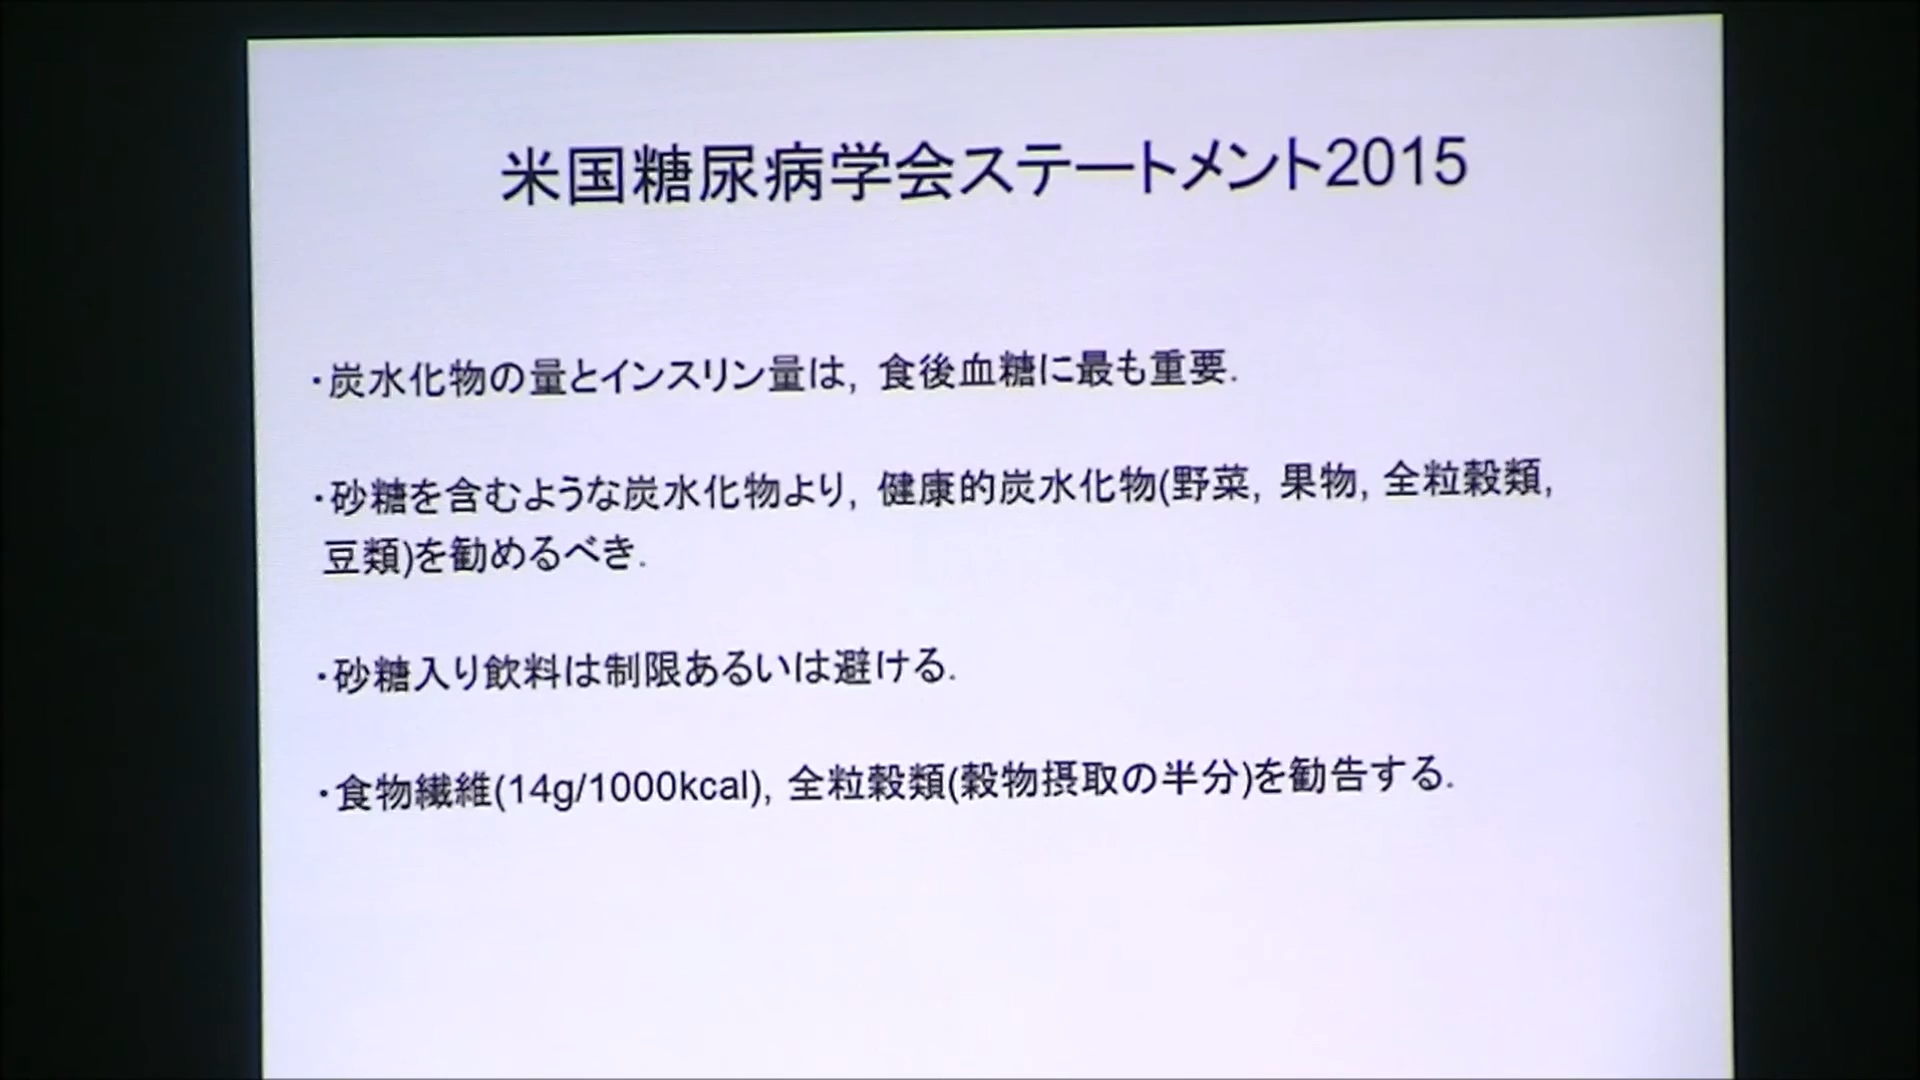 米国糖尿病学会ステートメント2015
・炭水化物の量とインスリン量は, 食後血糖に最も重要.
・砂糖を含むような炭水化物より, 健康的炭水化物(野菜, 果物, 全粒穀類,
豆類)を勧めるべき.
・砂糖入り飲料は制限あるいは避ける.
・食物繊維(14g/1000kcal), 全粒穀類(穀物摂取の半分)を勧告する.